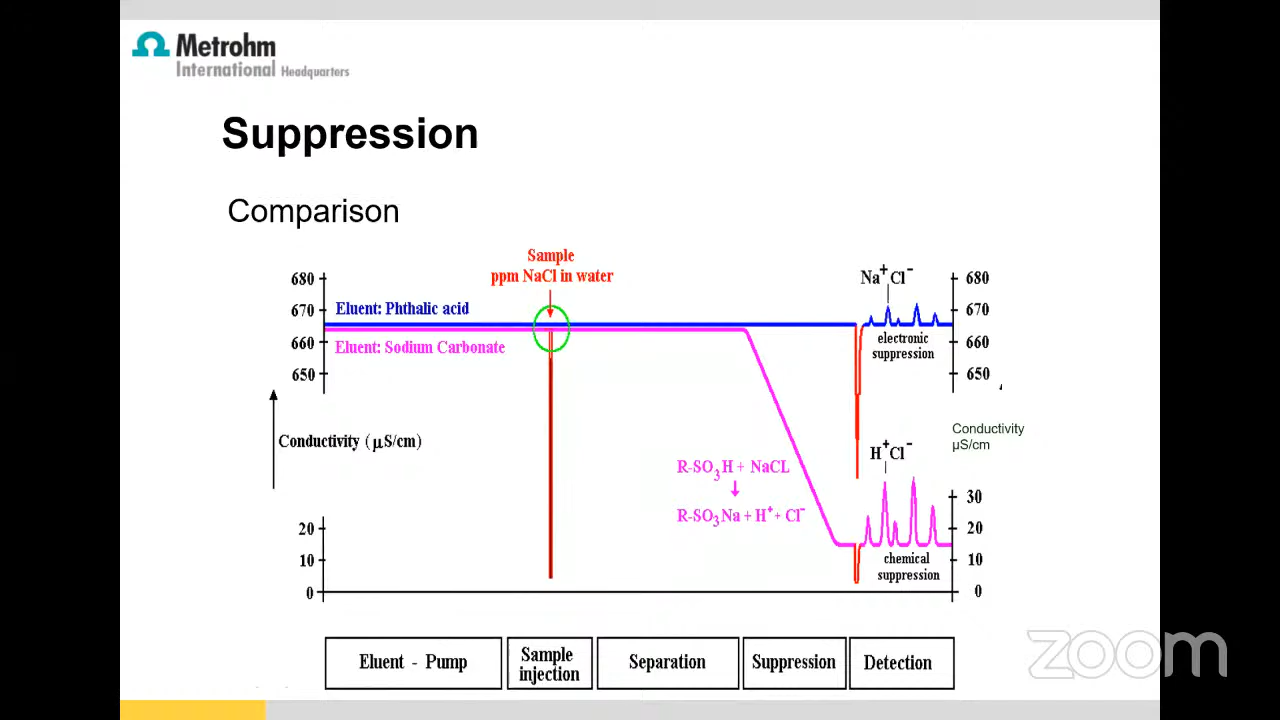 Metrohm
International Headquarters
Suppression
Comparison
Sample
ppm NaCl in water
680
670
660
650
Eluent: Phthalic acid
Eluent: Sodium Carbonate
Na+Cl-
680
670
660
650
electronic
suppression
Conductivity (µS/cm)
Conductivity
µS/cm
H+Cl-
R-SO3H + NaCL
R-SO3Na + H+ + Cl-
20
10
0
30
20
10
0
chemical
suppression
Eluent - Pump
Sample
injection
Separation
Suppression
Detection
zoom